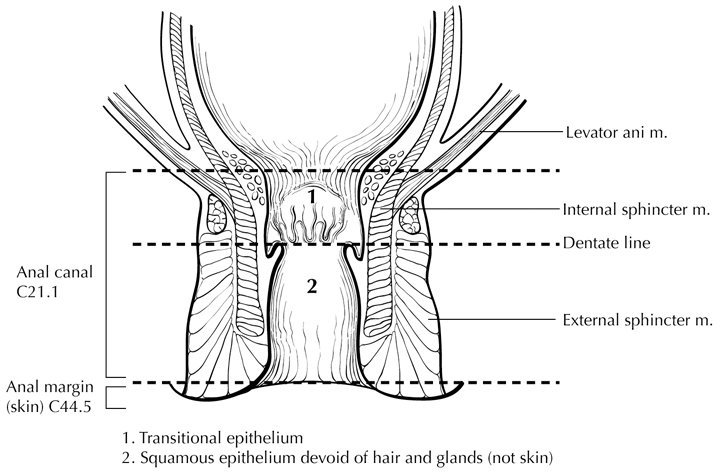 1
Levator ani m.
Internal sphincter m.
Dentate line
Anal canal
C21.1
2
External sphincter m.
Anal margin
(skin) C44.5
1. Transitional epithelium
2. Squamous epithelium devoid of hair and glands (not skin)